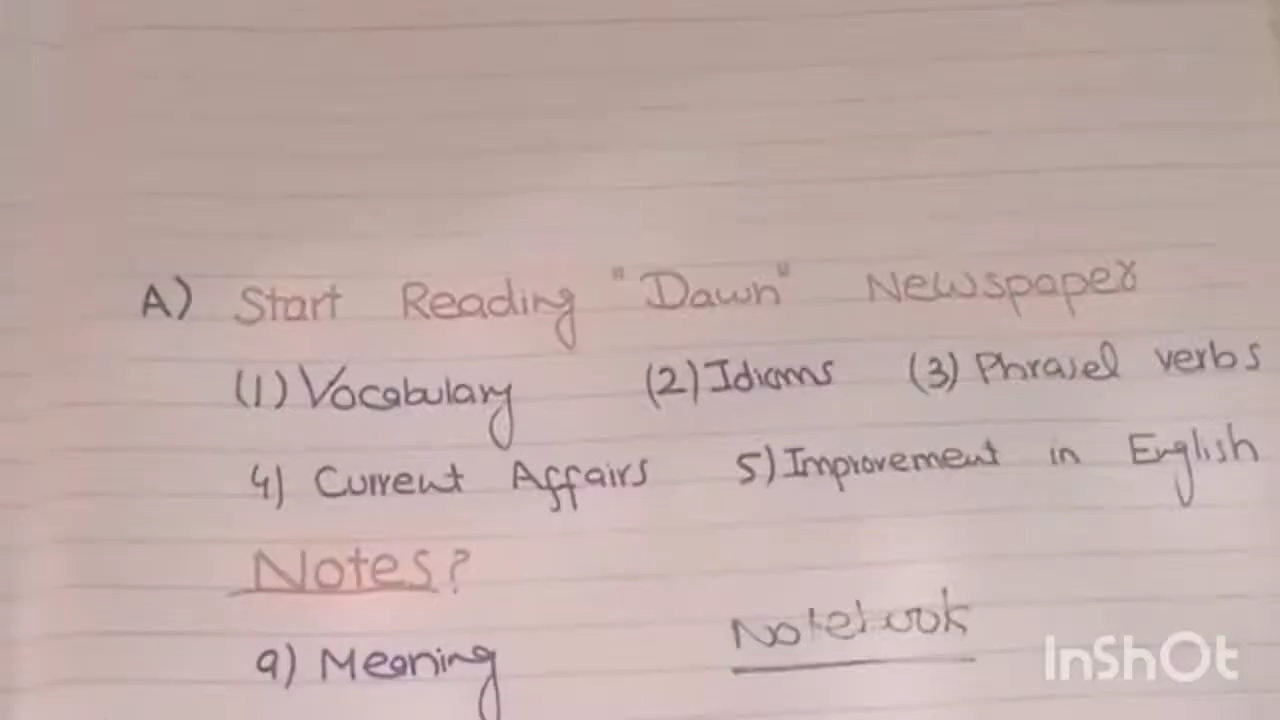 A) Start Reading "Dawn" Newspaper
(1) Vocabulary (2) Idioms (3) Phrasel verbs
4) Current Affairs 5) Improvement in English
Notes?
a) Meaning Notebook
InShOt